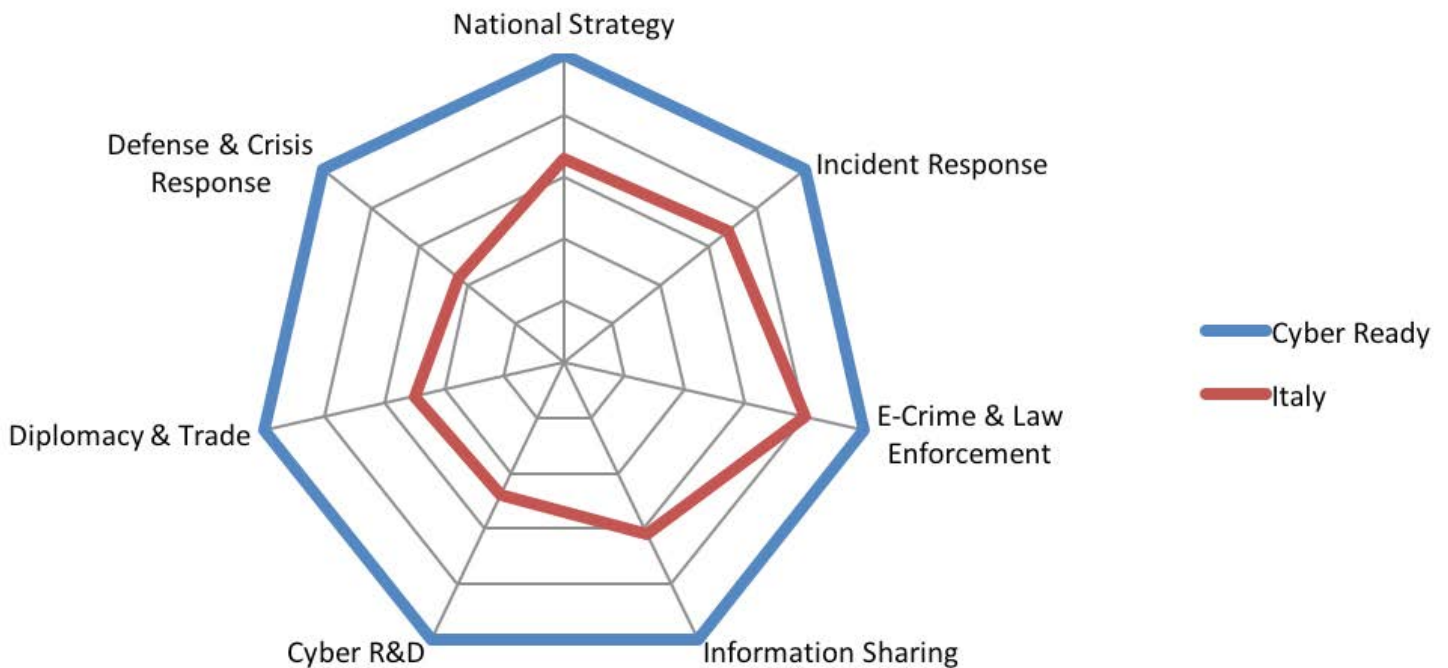 National Strategy
Defense & Crisis
Response
Incident Response
Cyber Ready
Italy
E-Crime & Law
Enforcement
Diplomacy & Trade
Cyber R&D
Information Sharing